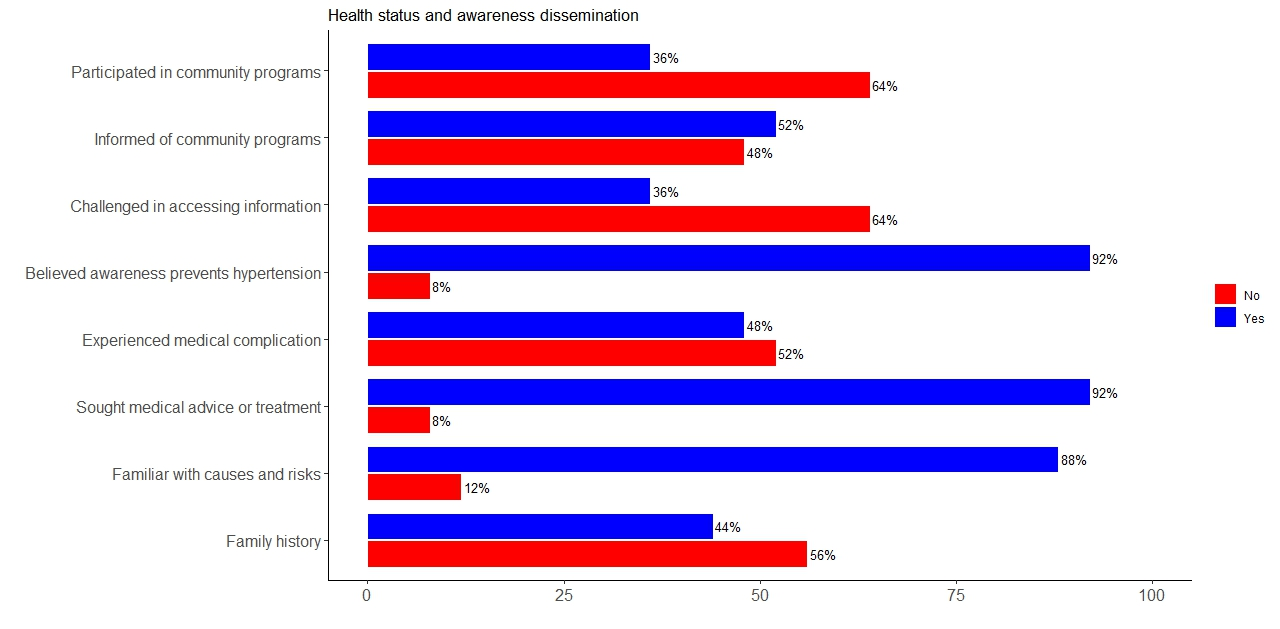 Health status and awareness dissemination
Participated in community programs
36%
64%
Informed of community programs
52%
48%
Challenged in accessing information
36%
64%
Believed awareness prevents hypertension
92%
8%
Experienced medical complication
48%
52%
Sought medical advice or treatment
92%
8%
Familiar with causes and risks
88%
12%
Family history
44%
56%
0 25 50 75 100
No
Yes